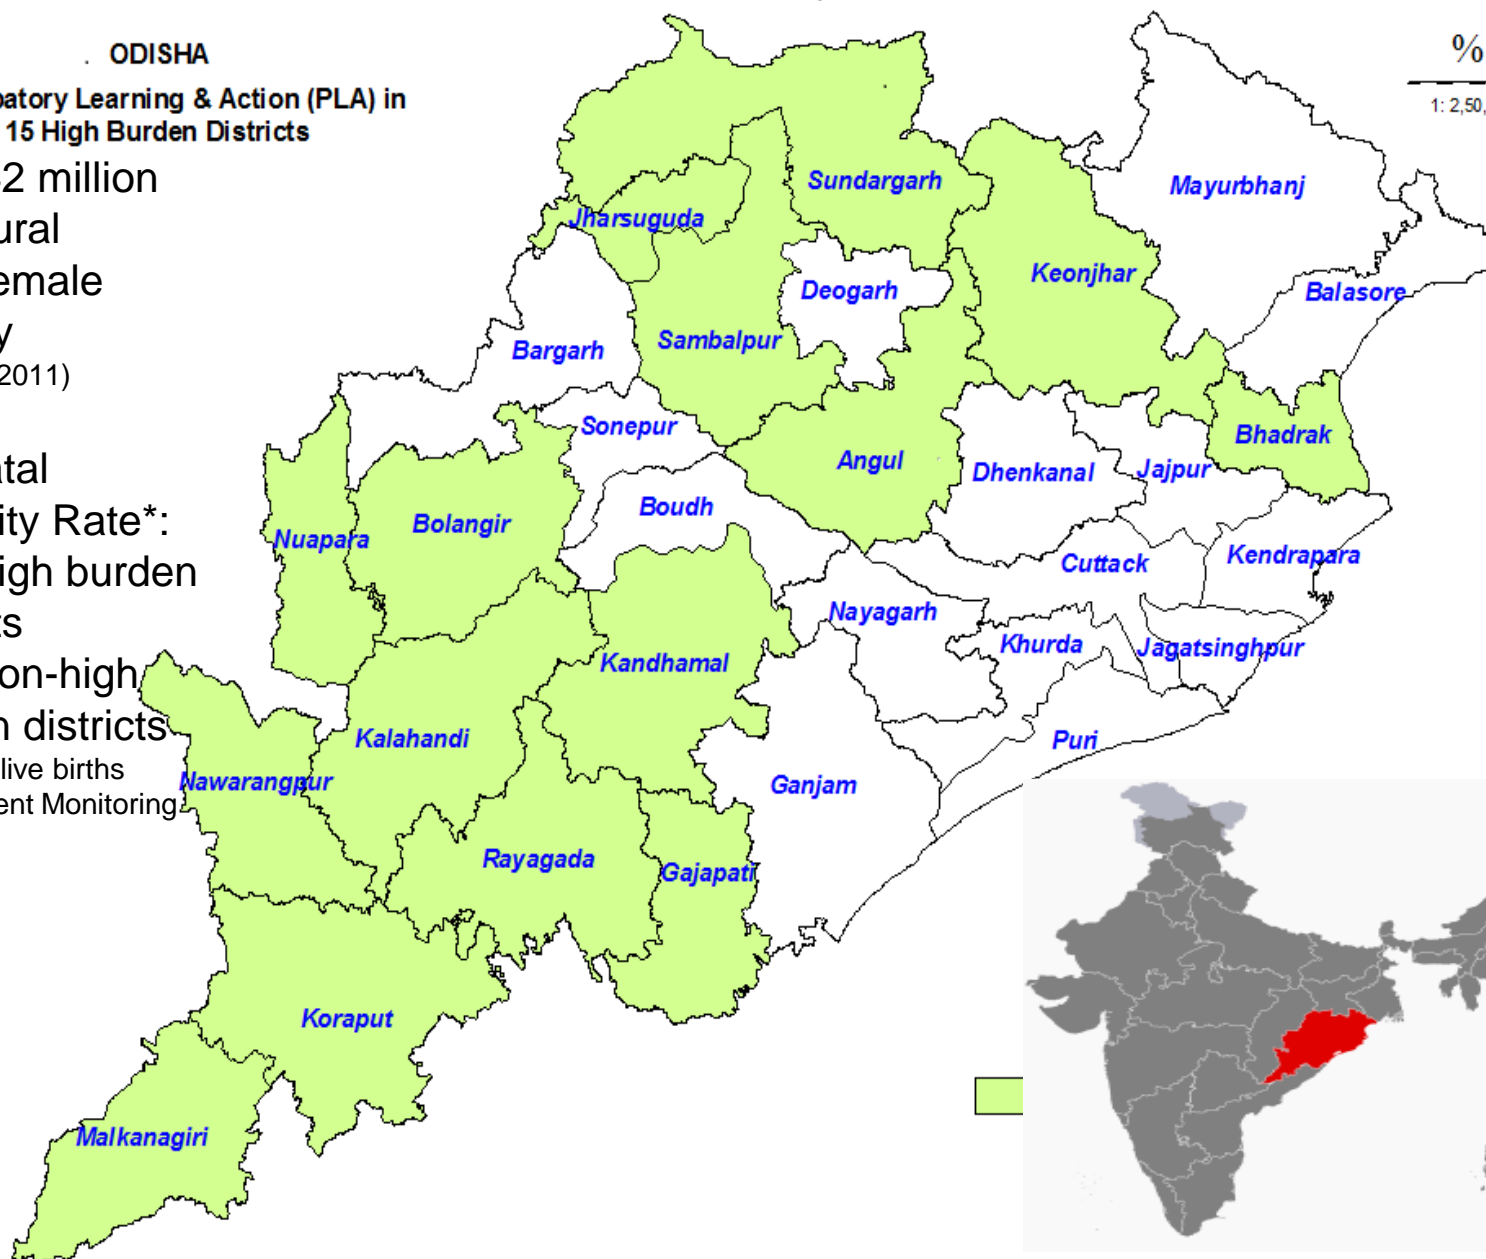 ODISHA
patory Learning & Action (PLA) in
15 High Burden Districts
%
1: 2,50,
2 million
ural
emale
y
2011)
atal
ity Rate*:
igh burden
ts
on-high
n districts
live births
ent Monitoring
Sundargarh
Mayurbhanj
Jharsuguda
Keonjhar
Deogarh
Balasore
Sambalpur
Bargarh
Sonepur
Bhadrak
Angul
Dhenkanal
Jajpur
Boudh
Bolangir
Nuapara
Cuttack
Kendrapara
Nayagarh
Khurda
Jagatsinghpur
Kandhamal
Kalahandi
Puri
Nawarangpur
Ganjam
Rayagada
Gajapati
Koraput
Malkanagiri